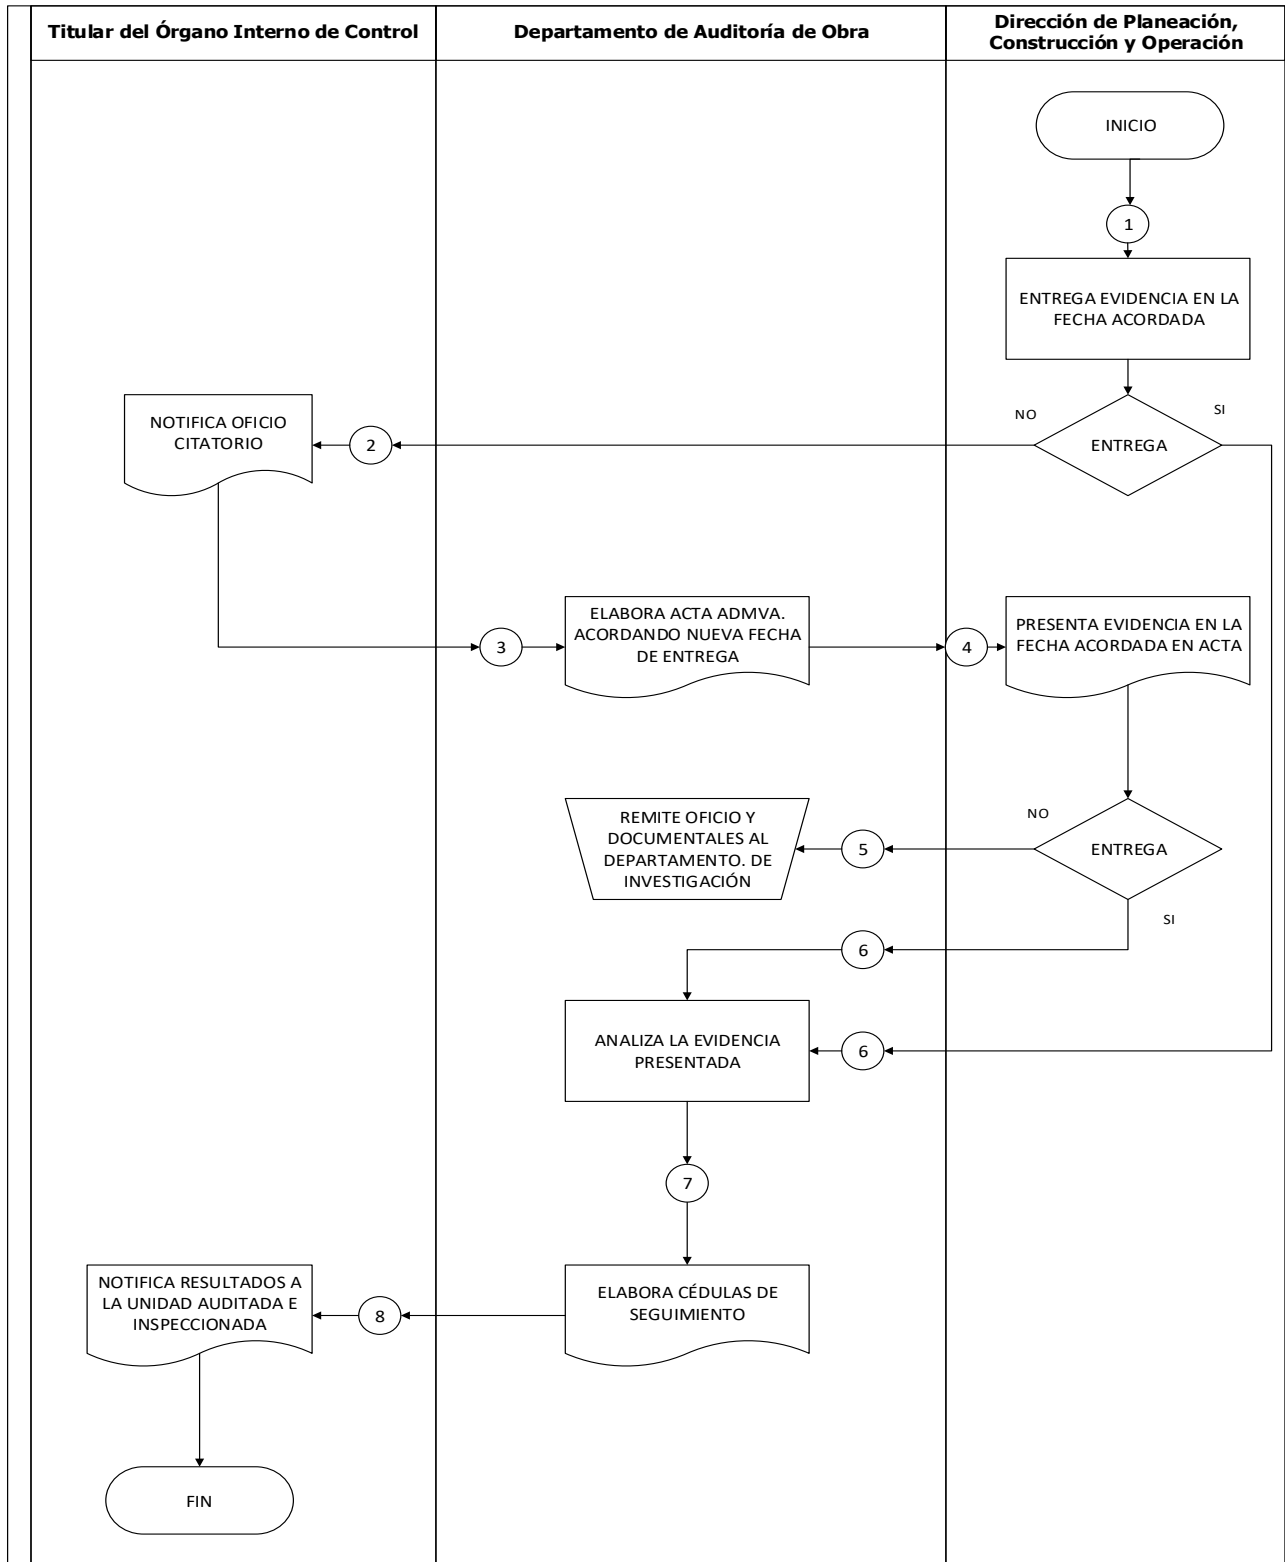 Titular del Órgano Interno de Control
Departamento de Auditoría de Obra
Dirección de Planeación,
Construcción y Operación
INICIO
1
ENTREGA EVIDENCIA EN LA
FECHA ACORDADA
NOTIFICA OFICIO
CITATORIO
2
NO
ENTREGA
SI
3
ELABORA ACTA ADMVA.
ACORDANDO NUEVA FECHA
DE ENTREGA
4
PRESENTA EVIDENCIA EN LA
FECHA ACORDADA EN ACTA
REMITE OFICIO Y
DOCUMENTALES AL
DEPARTAMENTO. DE
INVESTIGACIÓN
5
NO
ENTREGA
SI
6
ANALIZA LA EVIDENCIA
PRESENTADA
6
7
NOTIFICA RESULTADOS A
LA UNIDAD AUDITADA E
INSPECCIONADA
8
ELABORA CÉDULAS DE
SEGUIMIENTO
FIN